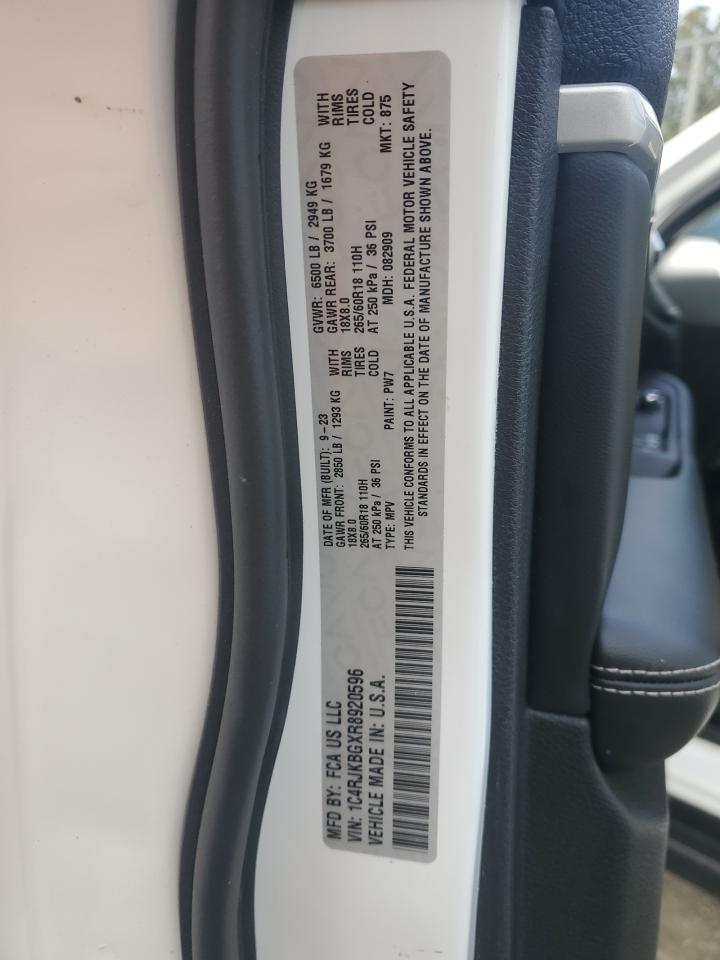 MFD BY: FCA US LLC
VIN: 1C4RJKBGXR8920596
VEHICLE MADE IN: U.S.A.
DATE OF MFR (BUILT): 9-23
GAWR FRONT: 2850 LB / 1293 KG WITH
18X8.0 RIMS
265/60R18 110H TIRES
AT 250 kPa / 36 PSI COLD
TYPE: MPV PAINT: PW7
GVWR: 6500 LB / 2949 KG
GAWR REAR: 3700 LB / 1679 KG WITH
18X8.0 RIMS
265/60R18 110H TIRES
AT 250 kPa / 36 PSI COLD
MDH: 082909 MKT: 875
THIS VEHICLE CONFORMS TO ALL APPLICABLE U.S.A. FEDERAL MOTOR VEHICLE SAFETY
STANDARDS IN EFFECT ON THE DATE OF MANUFACTURE SHOWN ABOVE.